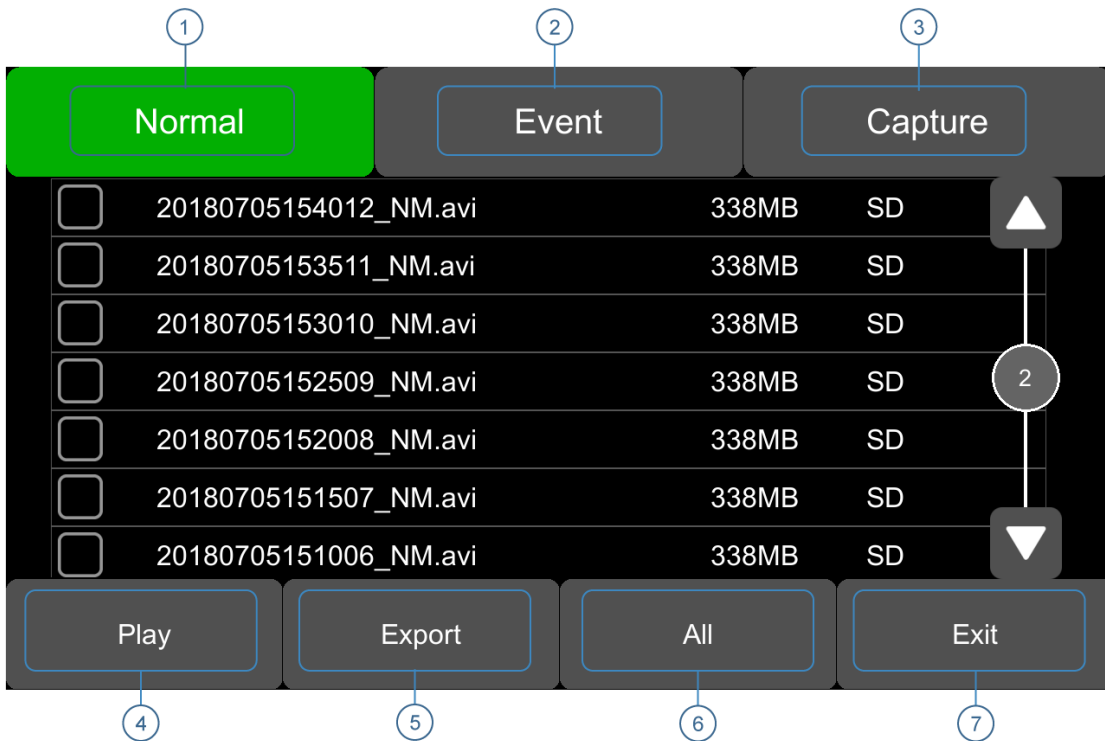 1 2 3
Normal Event Capture
20180705154012_NM.avi 338MB SD
20180705153511_NM.avi 338MB SD
20180705153010_NM.avi 338MB SD
20180705152509_NM.avi 338MB SD 2
20180705152008_NM.avi 338MB SD
20180705151507_NM.avi 338MB SD
20180705151006_NM.avi 338MB SD
Play Export All Exit
4 5 6 7